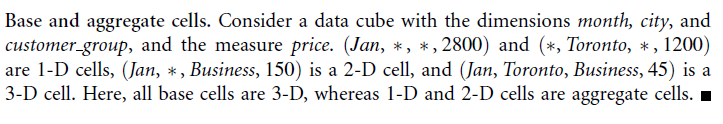 Base and aggregate cells. Consider a data cube with the dimensions month, city, and
customer_group, and the measure price. (Jan, ∗, ∗, 2800) and (∗, Toronto, ∗, 1200)
are 1-D cells, (Jan, ∗, Business, 150) is a 2-D cell, and (Jan, Toronto, Business, 45) is a
3-D cell. Here, all base cells are 3-D, whereas 1-D and 2-D cells are aggregate cells. ■